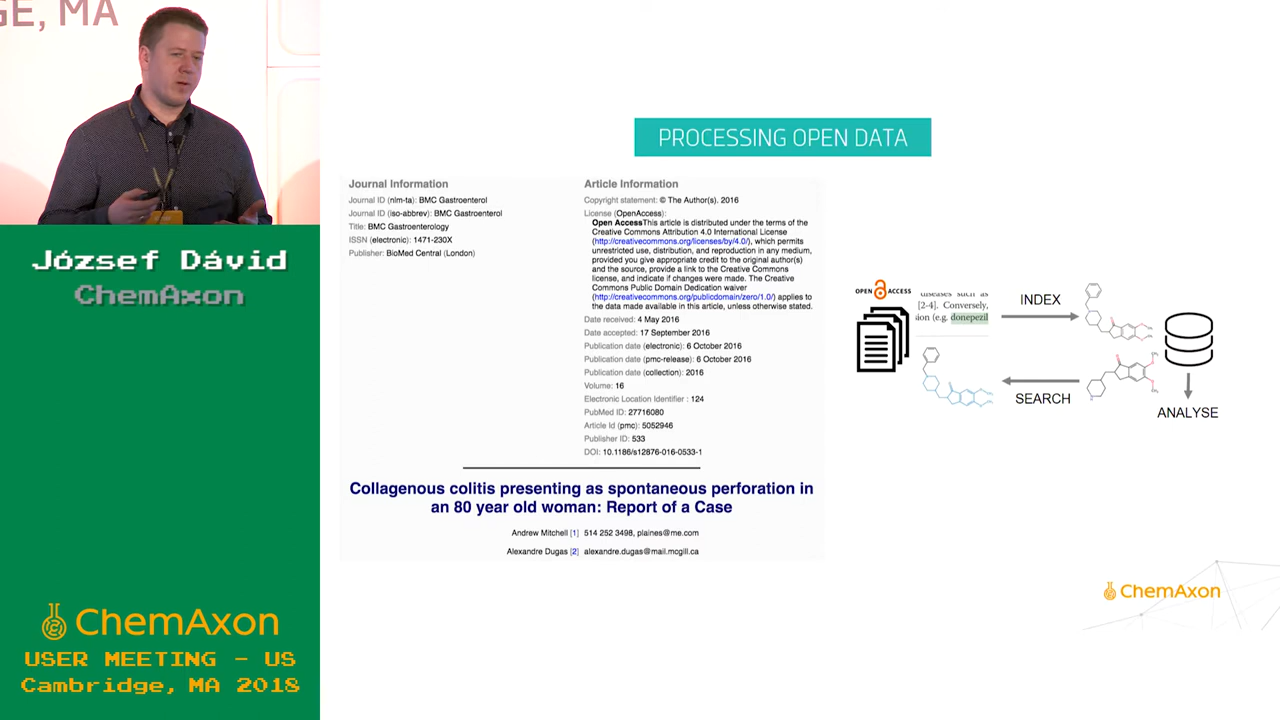 GE, MA
József Dávid
ChemAxon
ChemAxon
USER MEETING - US
Cambridge, MA 2018
PROCESSING OPEN DATA
Journal Information
Journal ID (nlm-ta): BMC Gastroenterol
Journal ID (iso-abbrev): BMC Gastroenterol
Title: BMC Gastroenterology
ISSN (electronic): 1471-230X
Publisher: BioMed Central (London)
Article Information
Copyright statement: © The Author(s). 2016
License (OpenAccess):
Open AccessThis article is distributed under the terms of the
Creative Commons Attribution 4.0 International License
(http://creativecommons.org/licenses/by/4.0/), which permits
unrestricted use, distribution, and reproduction in any medium,
provided you give appropriate credit to the original author(s)
and the source, provide a link to the Creative Commons
license, and indicate if changes were made. The Creative
Commons Public Domain Dedication waiver
(http://creativecommons.org/publicdomain/zero/1.0/) applies to
the data made available in this article, unless otherwise stated.
Date received: 4 May 2016
Date accepted: 17 September 2016
Publication date (electronic): 6 October 2016
Publication date (pmc-release): 6 October 2016
Publication date (collection): 2016
Volume: 16
Electronic Location Identifier : 124
PubMed ID: 27716080
Article Id (pmc): 5052946
Publisher ID: 533
DOI: 10.1186/s12876-016-0533-1
Collagenous colitis presenting as spontaneous perforation in
an 80 year old woman: Report of a Case
Andrew Mitchell [1] 514 252 3498, plaines@me.com
Alexandre Dugas [2] alexandre.dugas@mail.mcgill.ca
OPEN ACCESS
diseases such as
[2-4]. Conversely,
sion (e.g. donepezil
INDEX
SEARCH
ANALYSE
ChemAxon